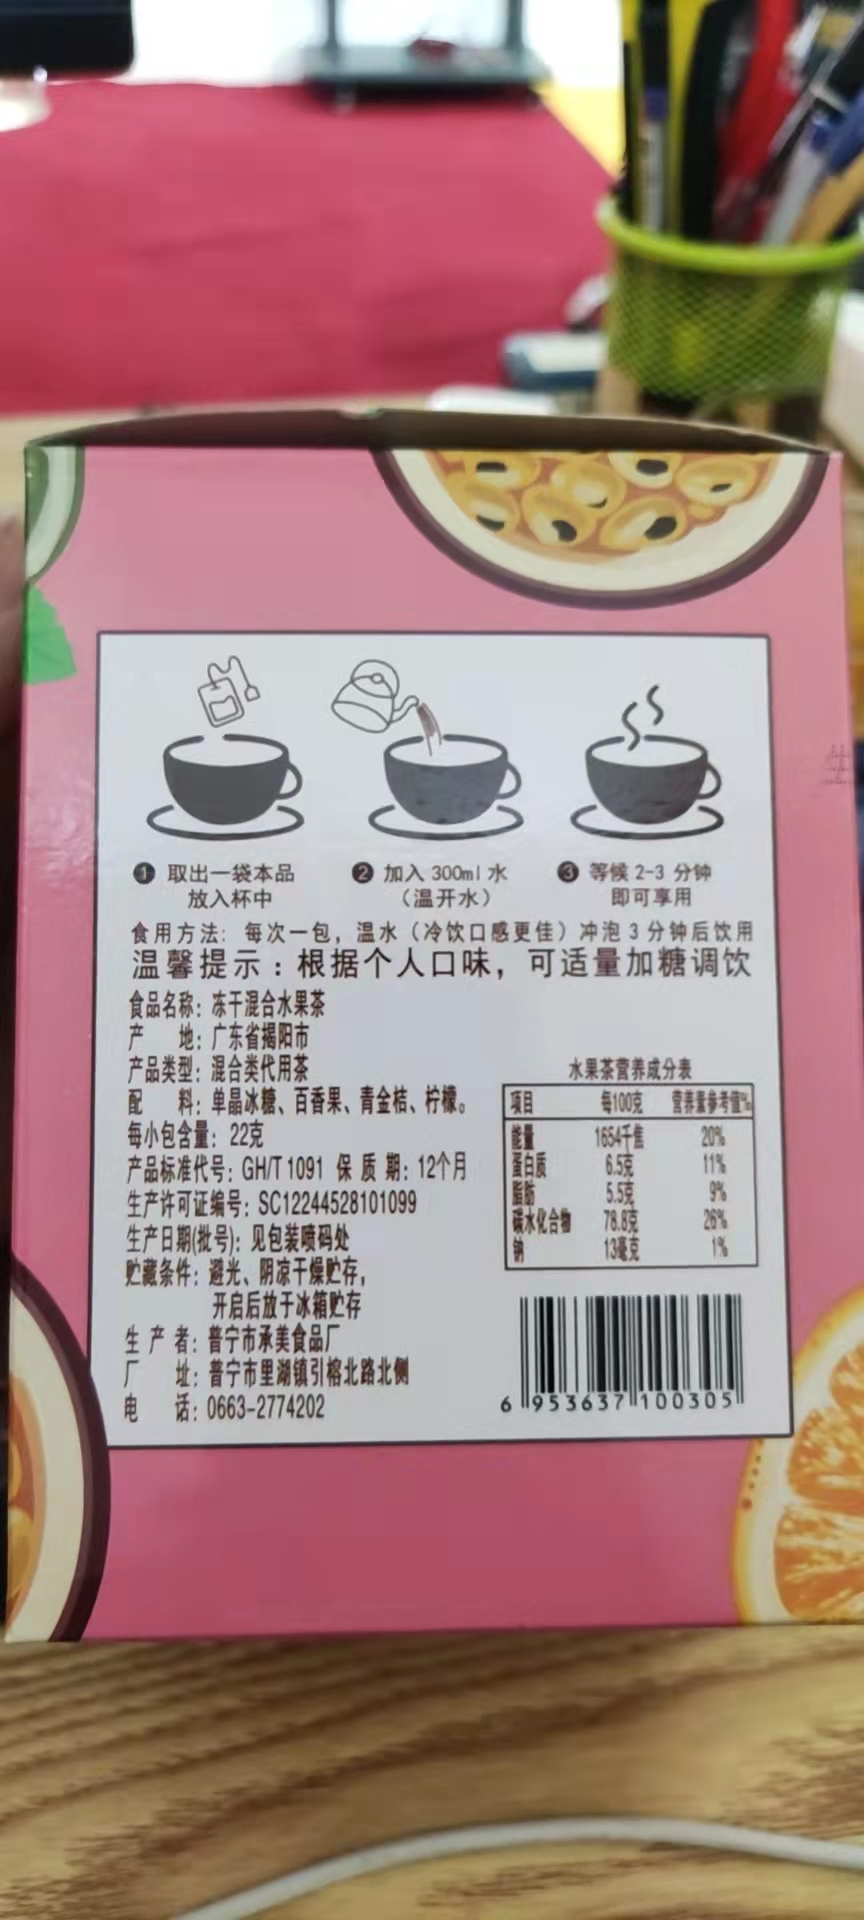 ❶ 取出一袋本品
放入杯中
❷ 加入 300ml 水
（温开水）
❸ 等候 2-3 分钟
即可享用
食用方法: 每次一包, 温水（冷饮口感更佳）冲泡 3 分钟后饮用
温馨提示：根据个人口味，可适量加糖调饮
食品名称: 冻干混合水果茶
产 地: 广东省揭阳市
产品类型: 混合类代用茶
配 料: 单晶冰糖、百香果、青金桔、柠檬。
每小包含量: 22克
产品标准代号: GH/T 1091 保 质 期: 12个月
生产许可证编号: SC12244528101099
生产日期(批号): 见包装喷码处
贮藏条件: 避光、阴凉干燥贮存,
开启后放于冰箱贮存
生 产 者: 普宁市承美食品厂
厂 址: 普宁市里湖镇引榕北路北侧
电 话: 0663-2774202
水果茶营养成分表
项目 每100克 营养素参考值%
能量 1654千焦 20%
蛋白质 6.5克 11%
脂肪 5.5克 9%
碳水化合物 78.8克 26%
钠 13毫克 1%
6 953637 100305